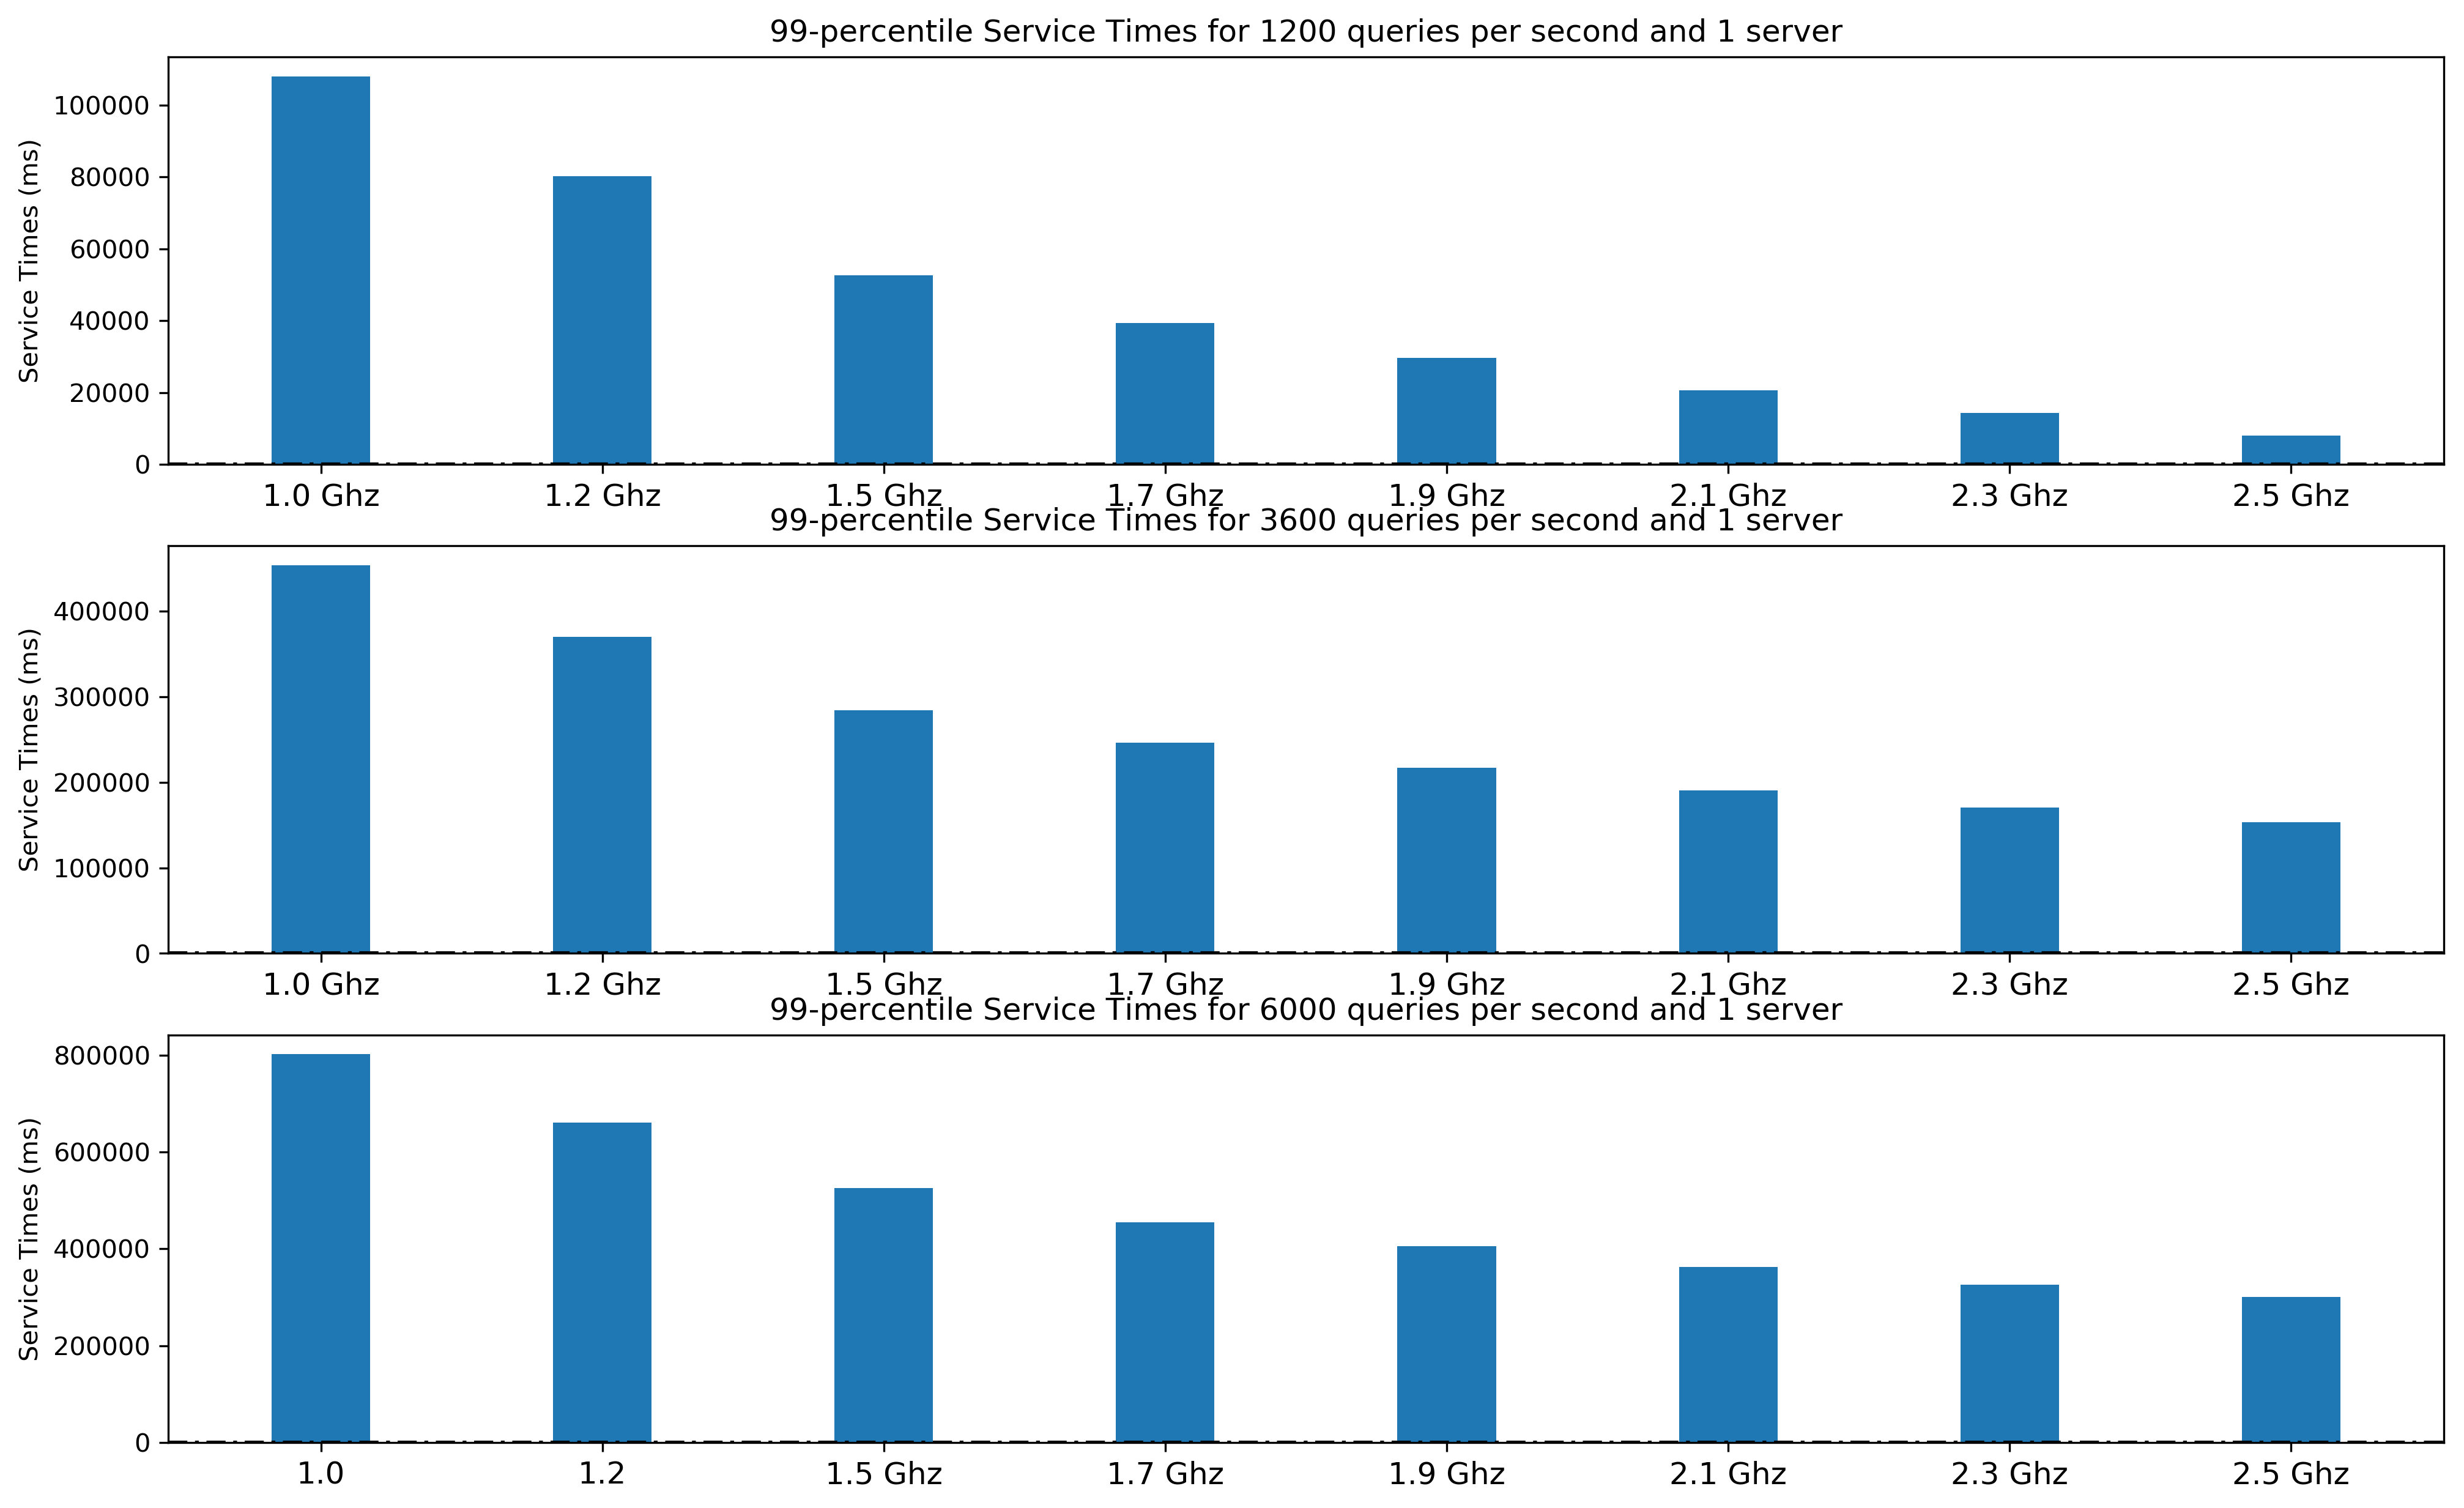 99-percentile Service Times for 1200 queries per second and 1 server
Service Times (ms)
100000
80000
60000
40000
20000
0
1.0 Ghz 1.2 Ghz 1.5 Ghz 1.7 Ghz 1.9 Ghz 2.1 Ghz 2.3 Ghz 2.5 Ghz
99-percentile Service Times for 3600 queries per second and 1 server
Service Times (ms)
400000
300000
200000
100000
0
1.0 Ghz 1.2 Ghz 1.5 Ghz 1.7 Ghz 1.9 Ghz 2.1 Ghz 2.3 Ghz 2.5 Ghz
99-percentile Service Times for 6000 queries per second and 1 server
Service Times (ms)
800000
600000
400000
200000
0
1.0 1.2 1.5 Ghz 1.7 Ghz 1.9 Ghz 2.1 Ghz 2.3 Ghz 2.5 Ghz